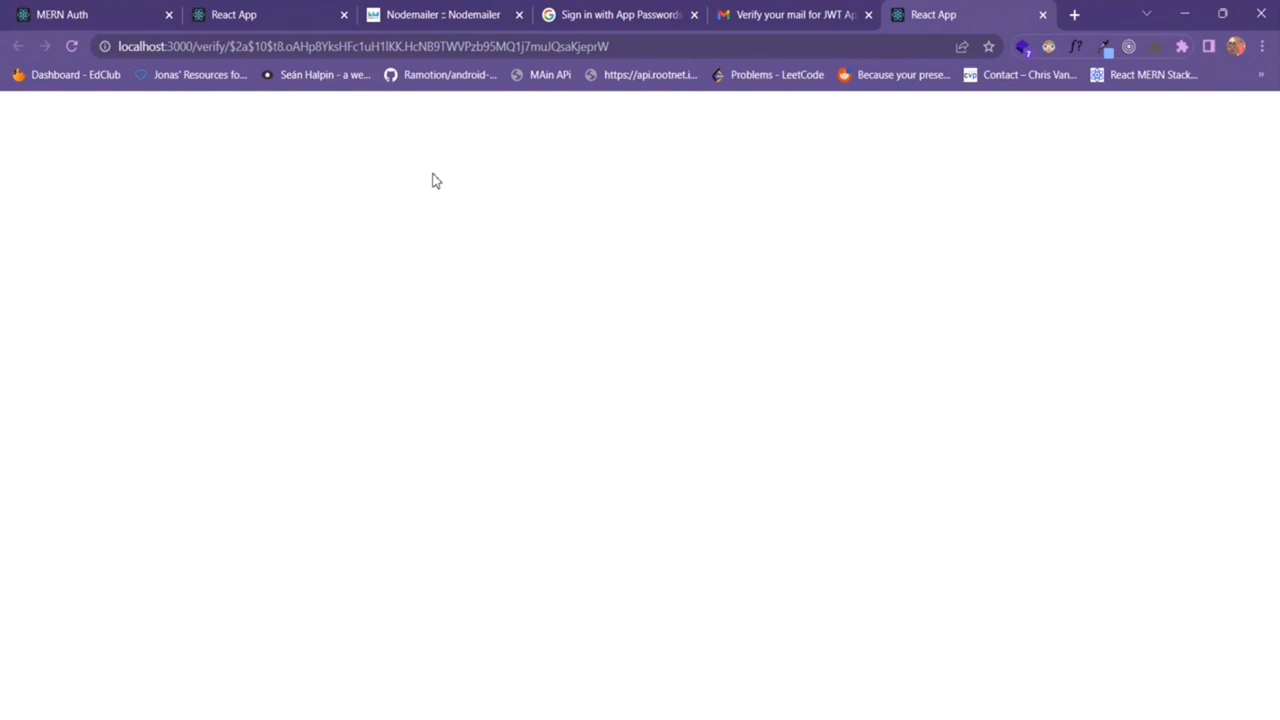 MERN Auth
React App
Nodemailer :: Nodemailer
Sign in with App Passwords
Verify your mail for JWT Ap
React App
localhost:3000/verify/$2a$10$t8.oAHp8YksHFc1uH1lKK.HcNB9TWVPzb95MQ1j7muJQsaKjeprW
f?
7
Dashboard - EdClub
Jonas' Resources fo...
Seán Halpin - a we...
Ramotion/android-...
MAin APi
https://api.rootnet.i...
Problems - LeetCode
Because your prese...
cvp
Contact – Chris Van...
React MERN Stack...